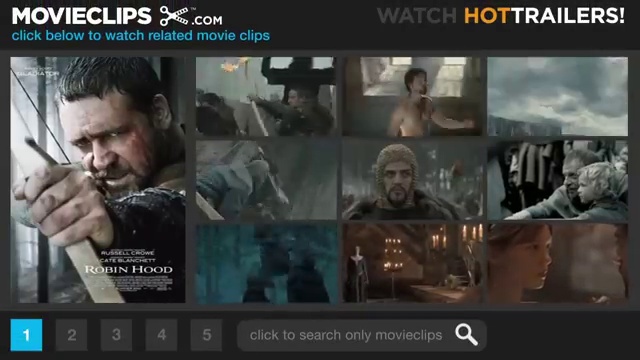 MOVIECLIPS .COM
click below to watch related movie clips
WATCH HOTTRAILERS!
GLADIATOR
RUSSELL CROWE
CATE BLANCHETT
ROBIN HOOD
1 2 3 4 5
click to search only movieclips